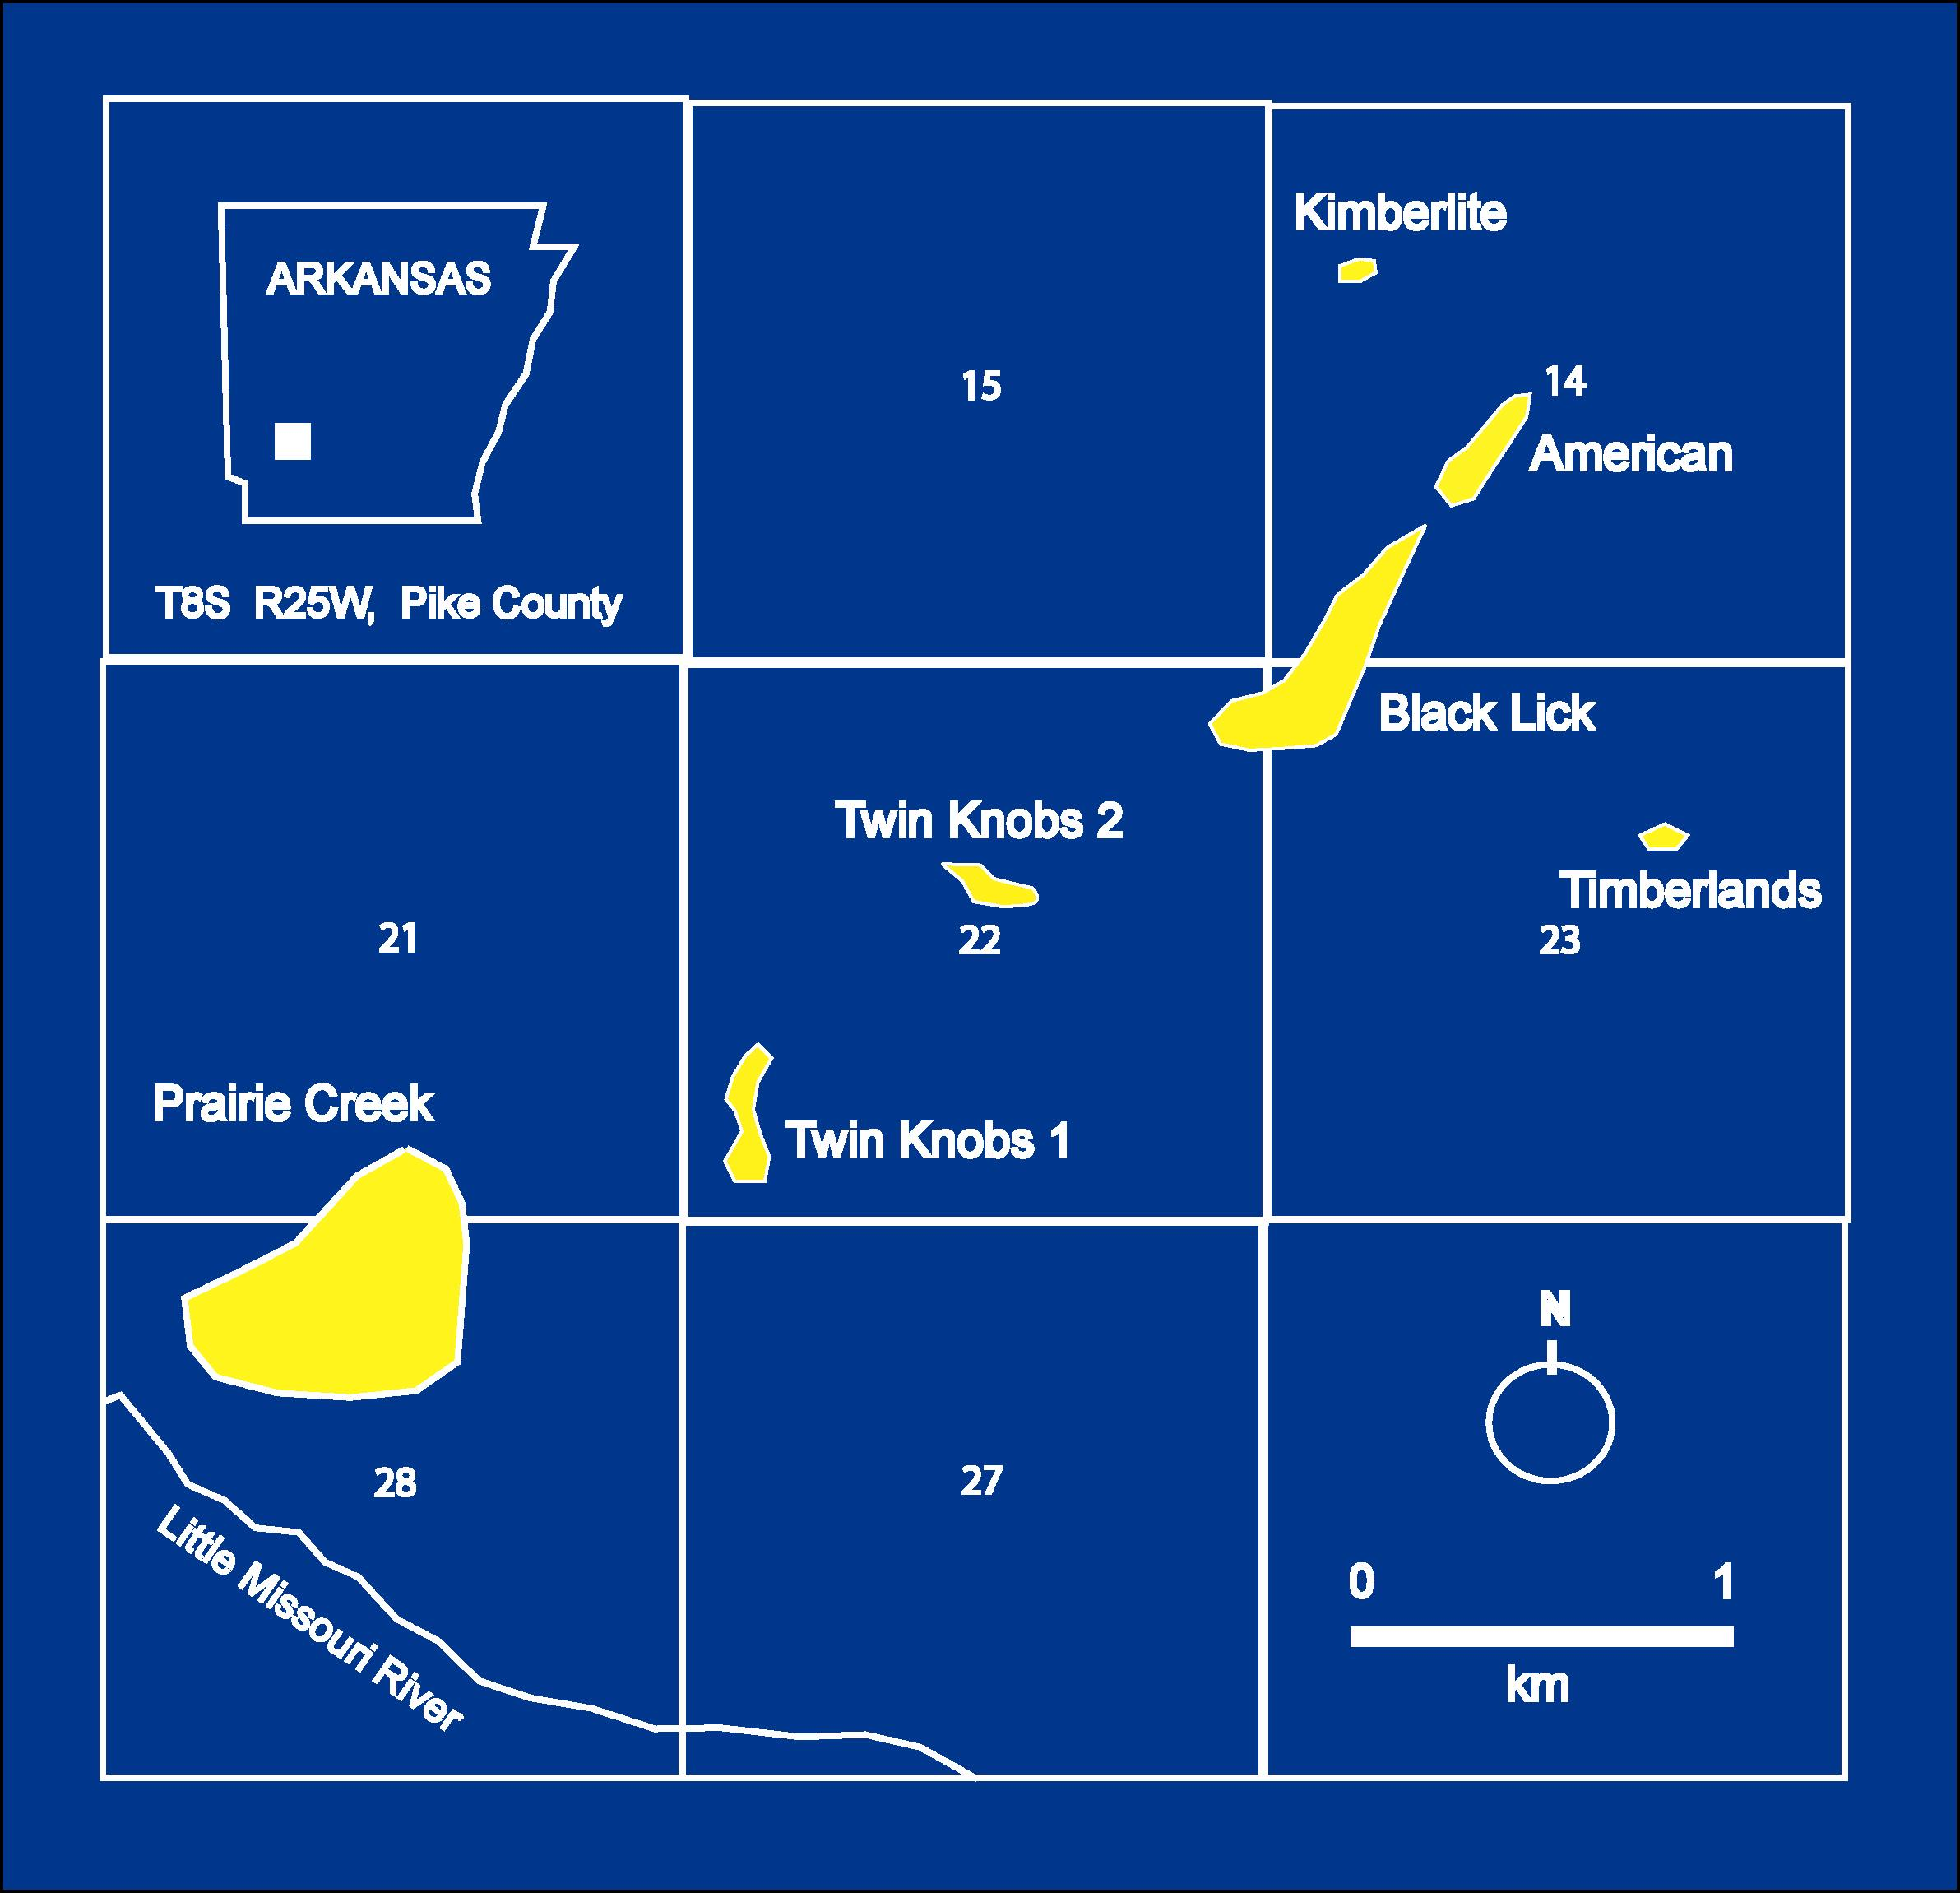 Kimberlite
ARKANSAS
15
14
American
T8S R25W, Pike County
Black Lick
Twin Knobs 2
Timberlands
21
22
23
Prairie Creek
Twin Knobs 1
N
28
27
Little Missouri River
0 1
km